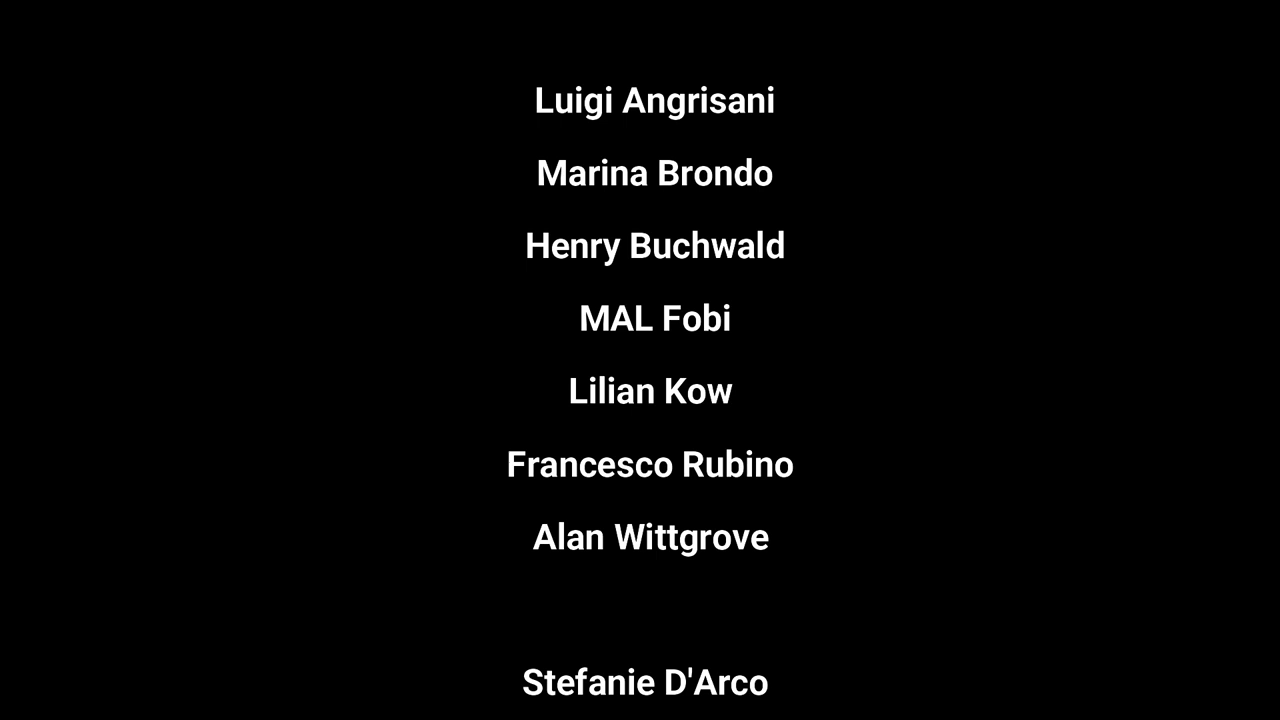 Luigi Angrisani
Marina Brondo
Henry Buchwald
MAL Fobi
Lilian Kow
Francesco Rubino
Alan Wittgrove
Stefanie D'Arco